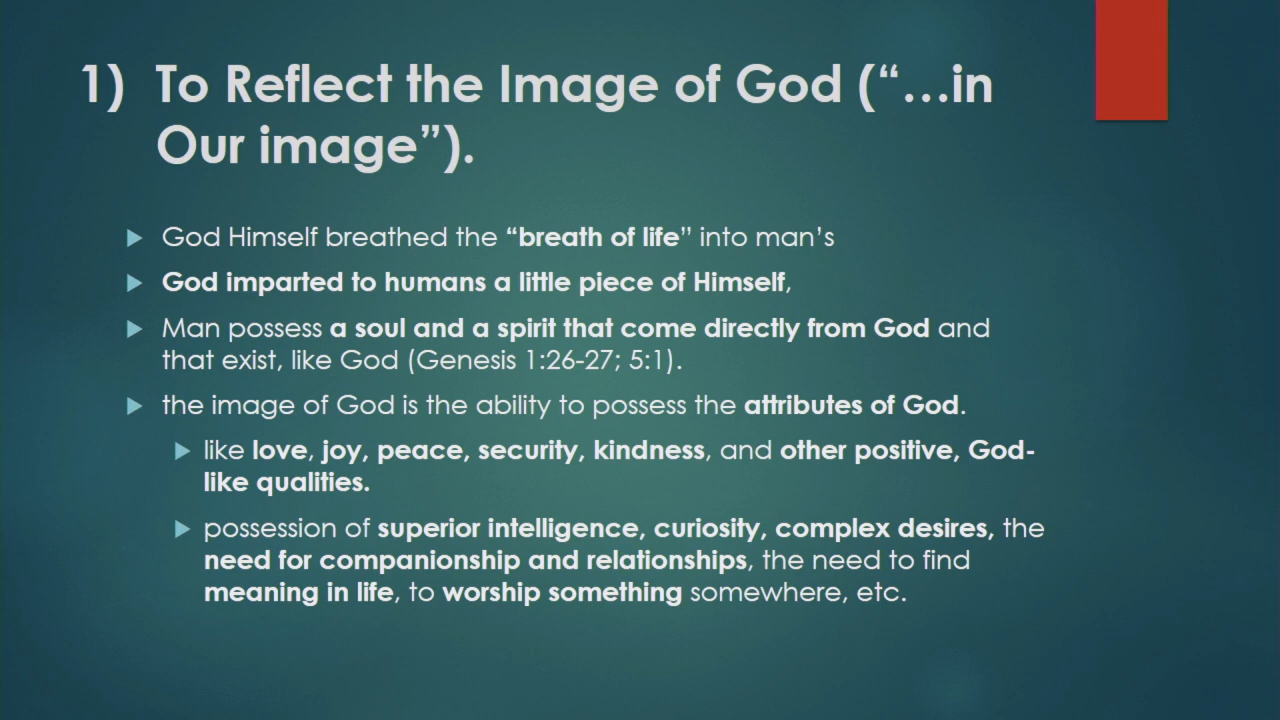 1) To Reflect the Image of God (“…in
Our image”).
God Himself breathed the “breath of life” into man’s
God imparted to humans a little piece of Himself,
Man possess a soul and a spirit that come directly from God and
that exist, like God (Genesis 1:26-27; 5:1).
the image of God is the ability to possess the attributes of God.
like love, joy, peace, security, kindness, and other positive, God-
like qualities.
possession of superior intelligence, curiosity, complex desires, the
need for companionship and relationships, the need to find
meaning in life, to worship something somewhere, etc.